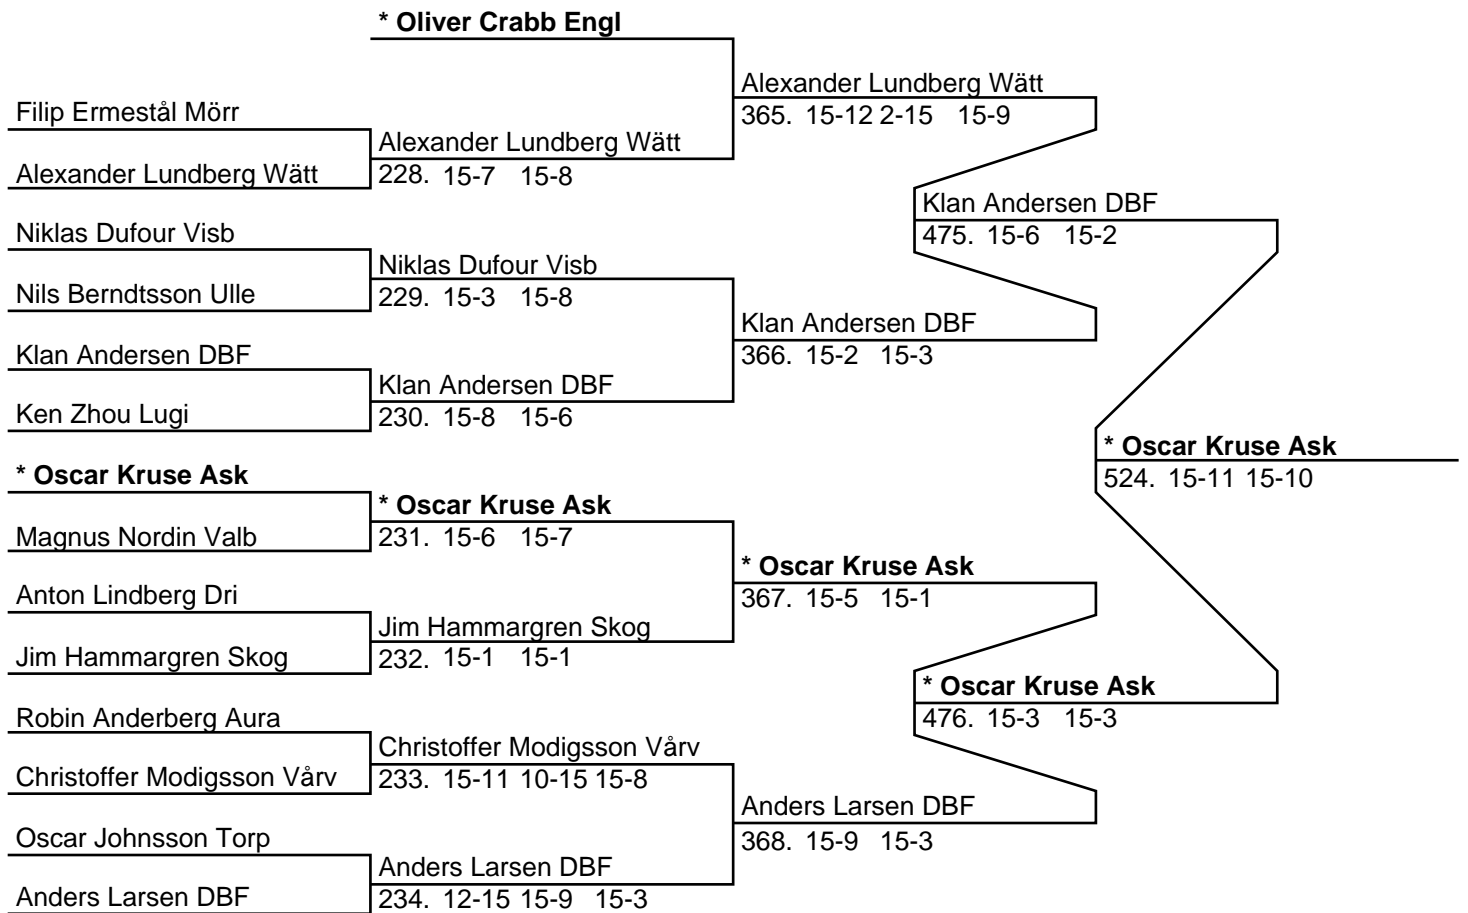 * Oliver Crabb Engl
Alexander Lundberg Wätt
365. 15-12 2-15 15-9
Filip Ermestål Mörr
Alexander Lundberg Wätt
Alexander Lundberg Wätt
228. 15-7 15-8
Klan Andersen DBF
475. 15-6 15-2
Niklas Dufour Visb
Niklas Dufour Visb
Nils Berndtsson Ulle
229. 15-3 15-8
Klan Andersen DBF
366. 15-2 15-3
Klan Andersen DBF
Klan Andersen DBF
Ken Zhou Lugi
230. 15-8 15-6
* Oscar Kruse Ask
524. 15-11 15-10
* Oscar Kruse Ask
* Oscar Kruse Ask
Magnus Nordin Valb
231. 15-6 15-7
* Oscar Kruse Ask
367. 15-5 15-1
Anton Lindberg Dri
Jim Hammargren Skog
Jim Hammargren Skog
232. 15-1 15-1
* Oscar Kruse Ask
476. 15-3 15-3
Robin Anderberg Aura
Christoffer Modigsson Vårv
Christoffer Modigsson Vårv
233. 15-11 10-15 15-8
Anders Larsen DBF
368. 15-9 15-3
Oscar Johnsson Torp
Anders Larsen DBF
Anders Larsen DBF
234. 12-15 15-9 15-3